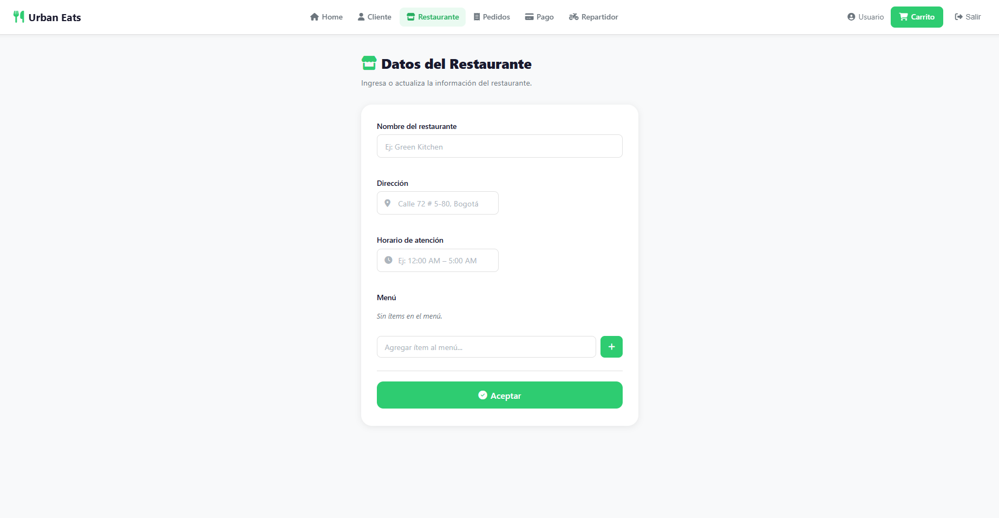 Urban Eats
Home
Cliente
Restaurante
Pedidos
Pago
Repartidor
Usuario
Carrito
Salir
Datos del Restaurante
Ingresa o actualiza la información del restaurante.
Nombre del restaurante
Ej: Green Kitchen
Dirección
Calle 72 # 5-80, Bogotá
Horario de atención
Ej: 12:00 AM – 5:00 AM
Menú
Sin ítems en el menú.
Agregar ítem al menú...
Aceptar